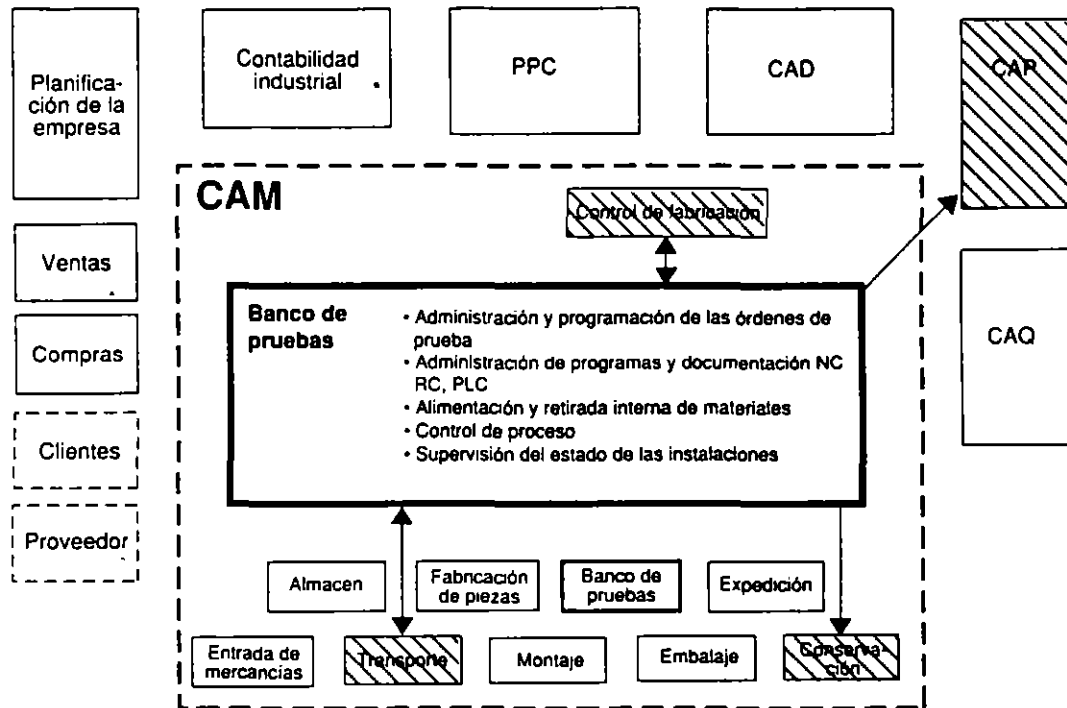 Planifica-
ción de la
empresa
Contabilidad
industrial
PPC
CAD
CAP
Ventas
Compras
Clientes
Proveedor
CAQ
CAM
Control de fabricación
Banco de
pruebas
• Administración y programación de las órdenes de
prueba
• Administración de programas y documentación NC
RC, PLC
• Alimentación y retirada interna de materiales
• Control de proceso
• Supervisión del estado de las instalaciones
Almacen
Fabricación
de piezas
Banco de
pruebas
Expedición
Entrada de
mercancías
Transporte
Montaje
Embalaje
Conserva-
ción